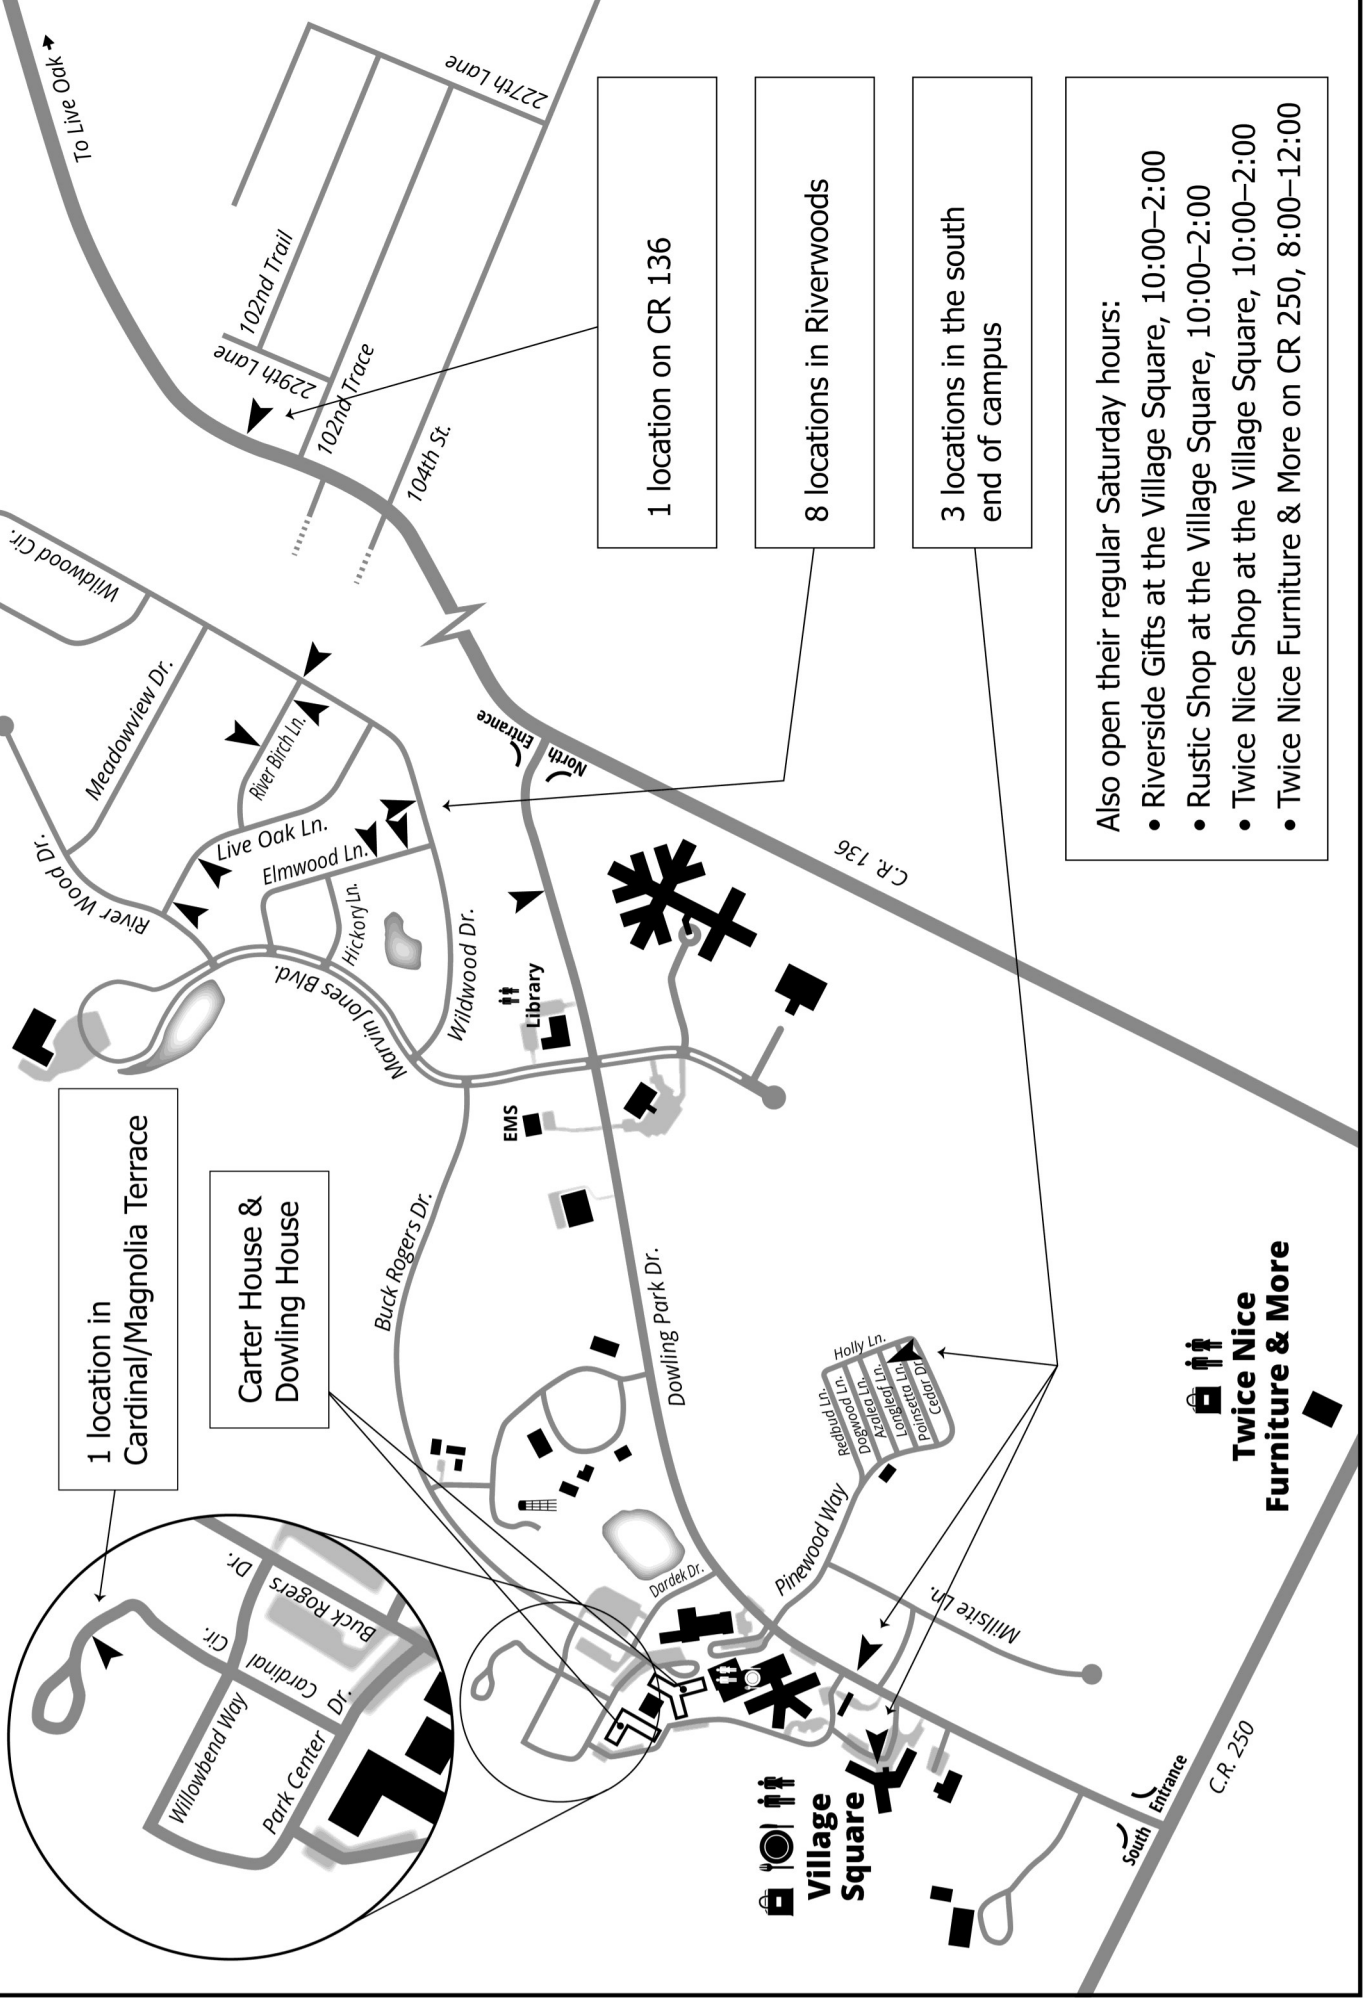 1 location in
Cardinal/Magnolia Terrace
Carter House &
Dowling House
1 location on CR 136
8 locations in Riverwoods
3 locations in the south
end of campus
Also open their regular Saturday hours:
• Riverside Gifts at the Village Square, 10:00–2:00
• Rustic Shop at the Village Square, 10:00–2:00
• Twice Nice Shop at the Village Square, 10:00–2:00
• Twice Nice Furniture & More on CR 250, 8:00–12:00
To Live Oak
227th Lane
102nd Trail
229th Lane
102nd Trace
104th St.
Wildwood Cir.
Meadowview Dr.
River Birch Ln.
Live Oak Ln.
Elmwood Ln.
Hickory Ln.
River Wood Dr.
Marvin Jones Blvd.
Wildwood Dr.
North
Entrance
C.R. 136
Library
EMS
Buck Rogers Dr.
Dowling Park Dr.
Dardek Dr.
Pinewood Way
Millsite Ln.
Holly Ln.
Redbud Ln.
Dogwood Ln.
Azalea Ln.
Longleaf Ln.
Poinsetta Ln.
Cedar Dr.
Willowbend Way
Cardinal
Cir.
Park Center
Dr.
Buck Rogers
Dr.
Village
Square
Twice Nice
Furniture & More
South
Entrance
C.R. 250